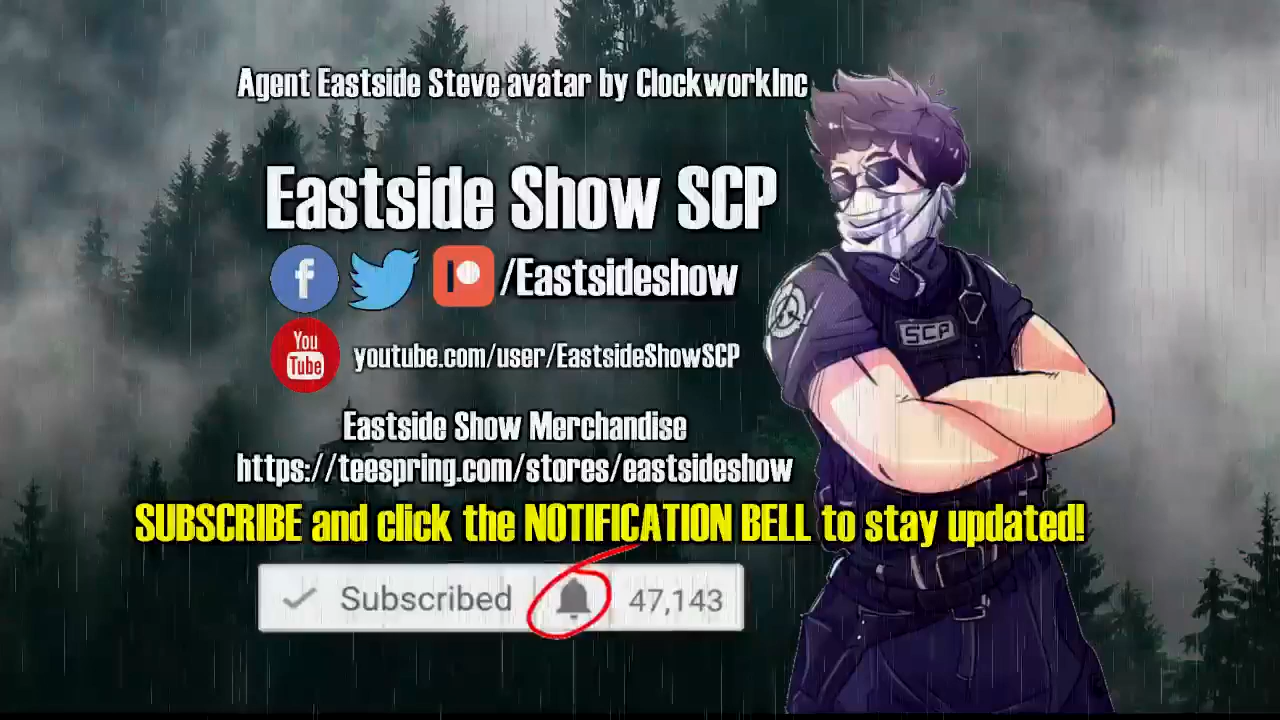 Agent Eastside Steve avatar by ClockworkInc
Eastside Show SCP
f /Eastsideshow
You
Tube youtube.com/user/EastsideShowSCP
SCP
Eastside Show Merchandise
https://teespring.com/stores/eastsideshow
SUBSCRIBE and click the NOTIFICATION BELL to stay updated!
Subscribed 47,143